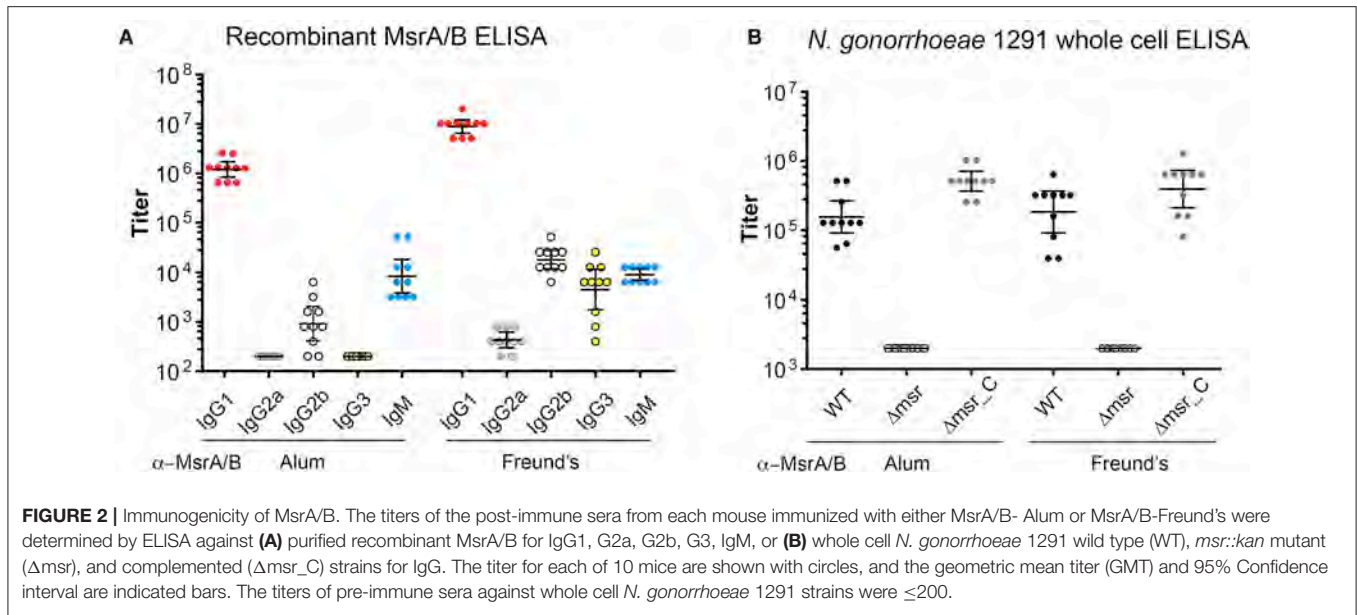 A Recombinant MsrA/B ELISA
Titer
10^8
10^7
10^6
10^5
10^4
10^3
10^2
IgG1 IgG2a IgG2b IgG3 IgM IgG1 IgG2a IgG2b IgG3 IgM
α-MsrA/B Alum Freund's
B N. gonorrhoeae 1291 whole cell ELISA
Titer
10^7
10^6
10^5
10^4
10^3
WT Δmsr Δmsr_C WT Δmsr Δmsr_C
α-MsrA/B Alum Freund's
FIGURE 2 | Immunogenicity of MsrA/B. The titers of the post-immune sera from each mouse immunized with either MsrA/B- Alum or MsrA/B-Freund's were
determined by ELISA against (A) purified recombinant MsrA/B for IgG1, G2a, G2b, G3, IgM, or (B) whole cell N. gonorrhoeae 1291 wild type (WT), msr::kan mutant
(Δmsr), and complemented (Δmsr_C) strains for IgG. The titer for each of 10 mice are shown with circles, and the geometric mean titer (GMT) and 95% Confidence
interval are indicated bars. The titers of pre-immune sera against whole cell N. gonorrhoeae 1291 strains were ≤200.